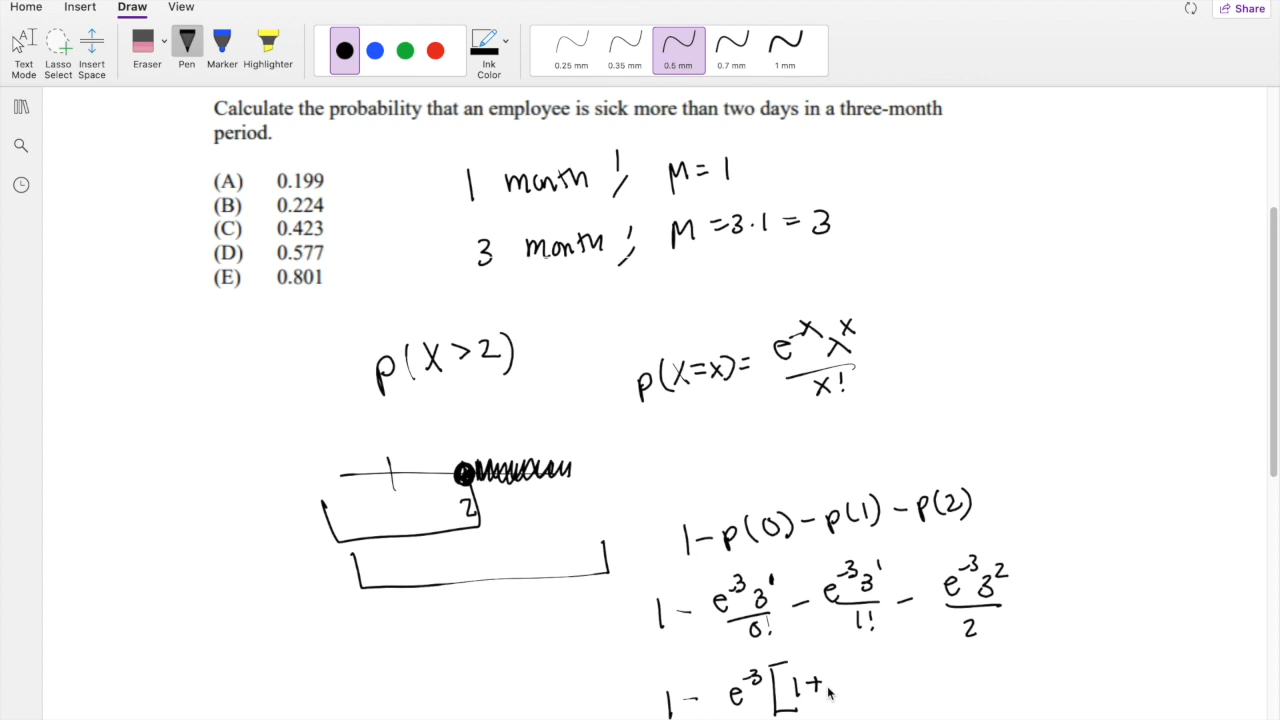 Home Insert Draw View
Share
Text Mode
Lasso Select
Insert Space
Eraser
Pen
Marker
Highlighter
Ink Color
0.25 mm
0.35 mm
0.5 mm
0.7 mm
1 mm
Calculate the probability that an employee is sick more than two days in a three-month
period.
(A) 0.199
(B) 0.224
(C) 0.423
(D) 0.577
(E) 0.801
1 month ; M = 1
3 month ; M = 3 · 1 = 3
p(X > 2)
p(X=x) = e^-λ λ^x / x!
2
1 - p(0) - p(1) - p(2)
1 - e^-3 3^1 / 0! - e^-3 3^1 / 1! - e^-3 3^2 / 2
1 - e^-3 [1 +